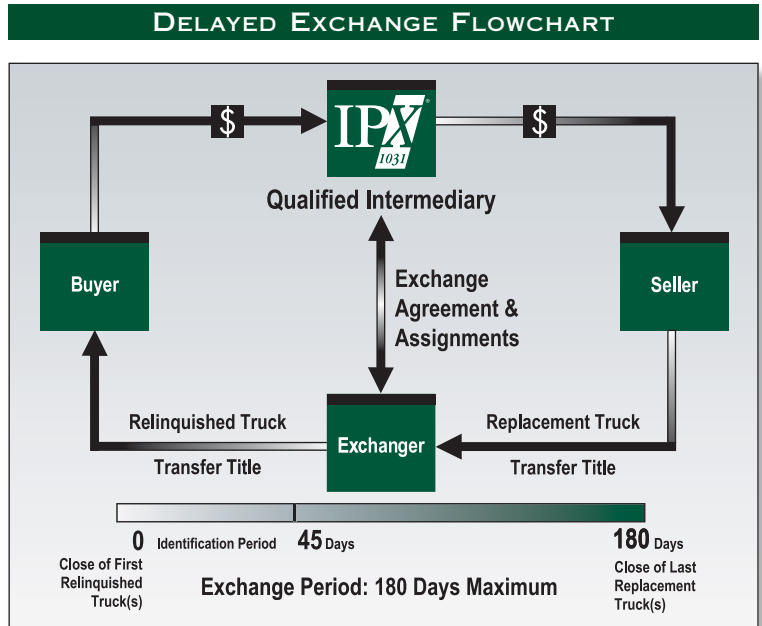 DELAYED EXCHANGE FLOWCHART
$
IPX®
1031
$
Qualified Intermediary
Buyer
Exchange
Agreement &
Assignments
Seller
Relinquished Truck
Transfer Title
Exchanger
Replacement Truck
Transfer Title
0 Identification Period 45 Days 180 Days
Close of First
Relinquished
Truck(s)
Exchange Period: 180 Days Maximum
Close of Last
Replacement
Truck(s)